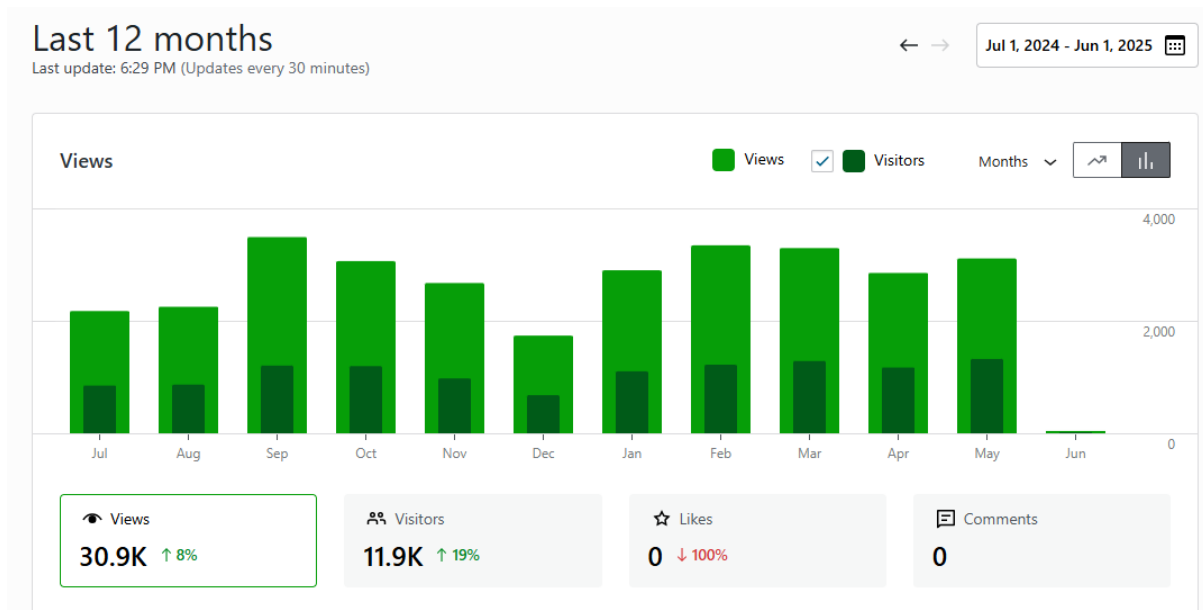 Last 12 months
Last update: 6:29 PM (Updates every 30 minutes)
Jul 1, 2024 - Jun 1, 2025
Views
Views
Visitors
Months
4,000
2,000
0
Jul Aug Sep Oct Nov Dec Jan Feb Mar Apr May Jun
Views Visitors Likes Comments
30.9K ↑ 8% 11.9K ↑ 19% 0 ↓ 100% 0